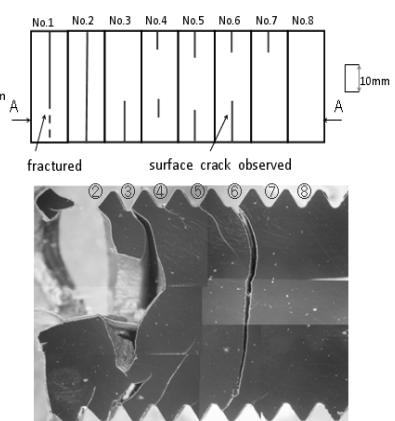 No.1 No.2 No.3 No.4 No.5 No.6 No.7 No.8
10mm
m
A A
fractured surface crack observed
② ③ ④ ⑤ ⑥ ⑦ ⑧